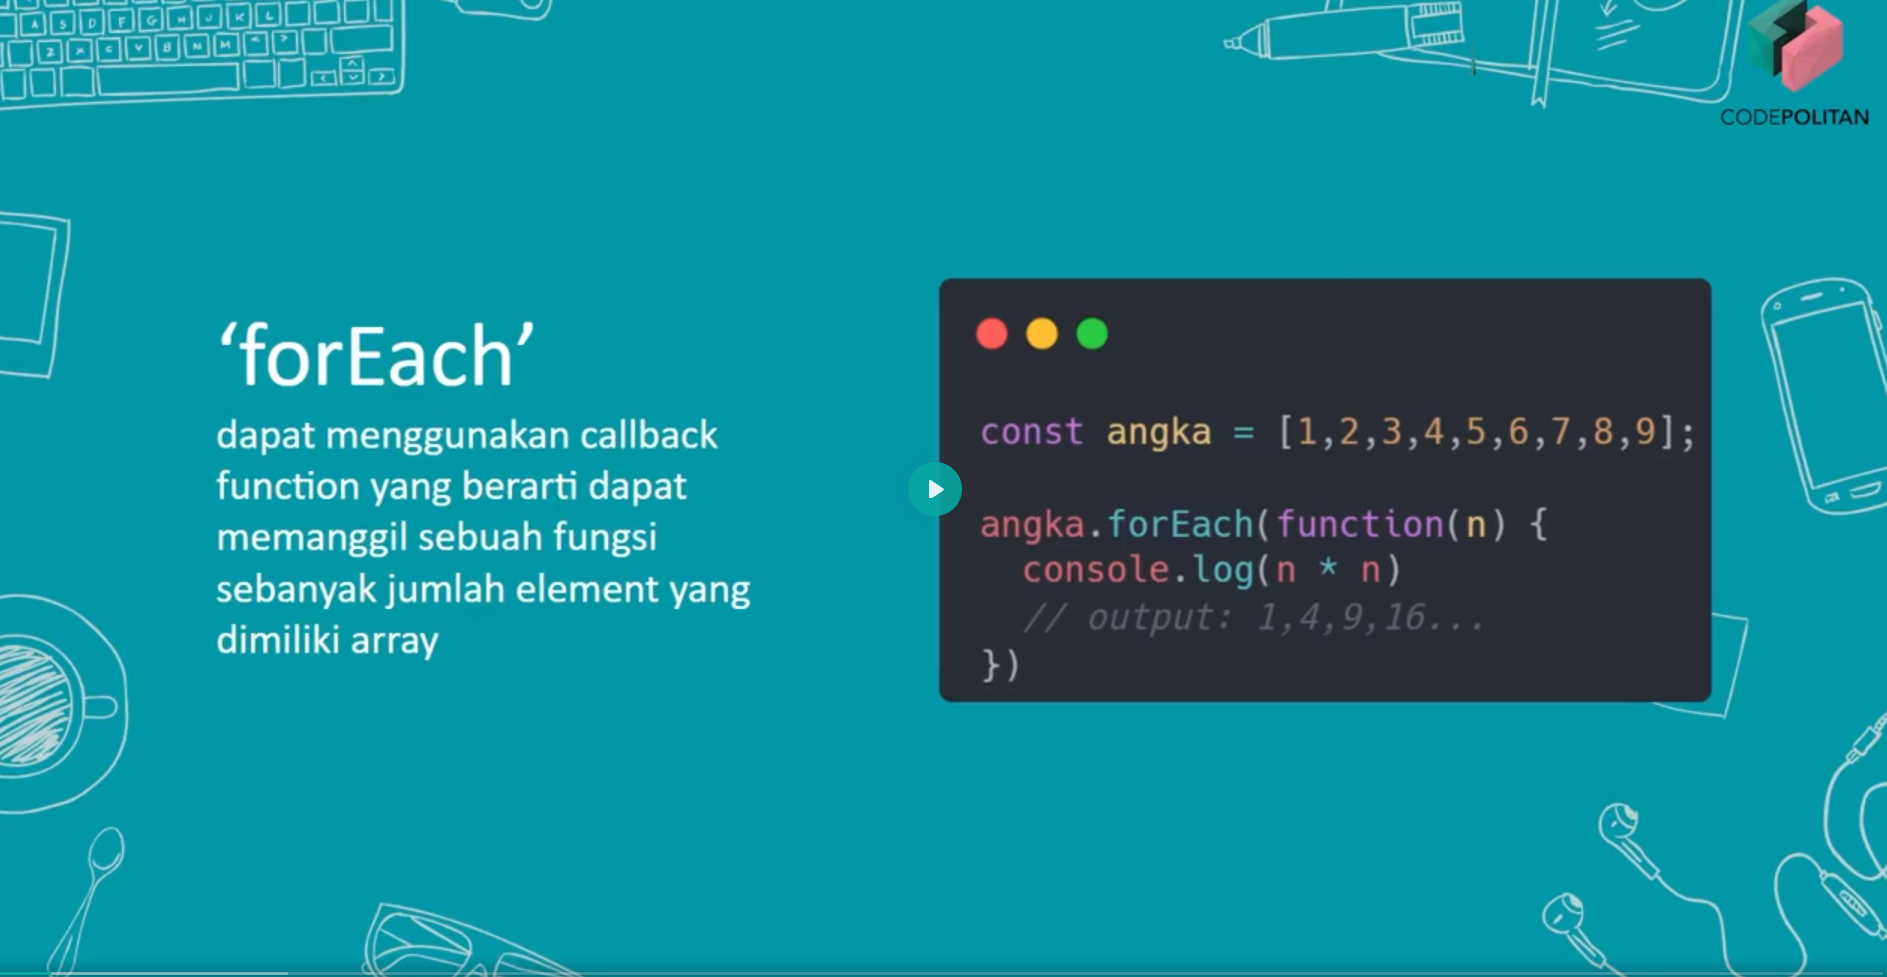 A S D F G H J K L
Z X C V B N M < >
CODEPOLITAN
‘forEach’
dapat menggunakan callback
function yang berarti dapat
memanggil sebuah fungsi
sebanyak jumlah element yang
dimiliki array
const angka = [1,2,3,4,5,6,7,8,9];
angka.forEach(function(n) {
console.log(n * n)
// output: 1,4,9,16...
})